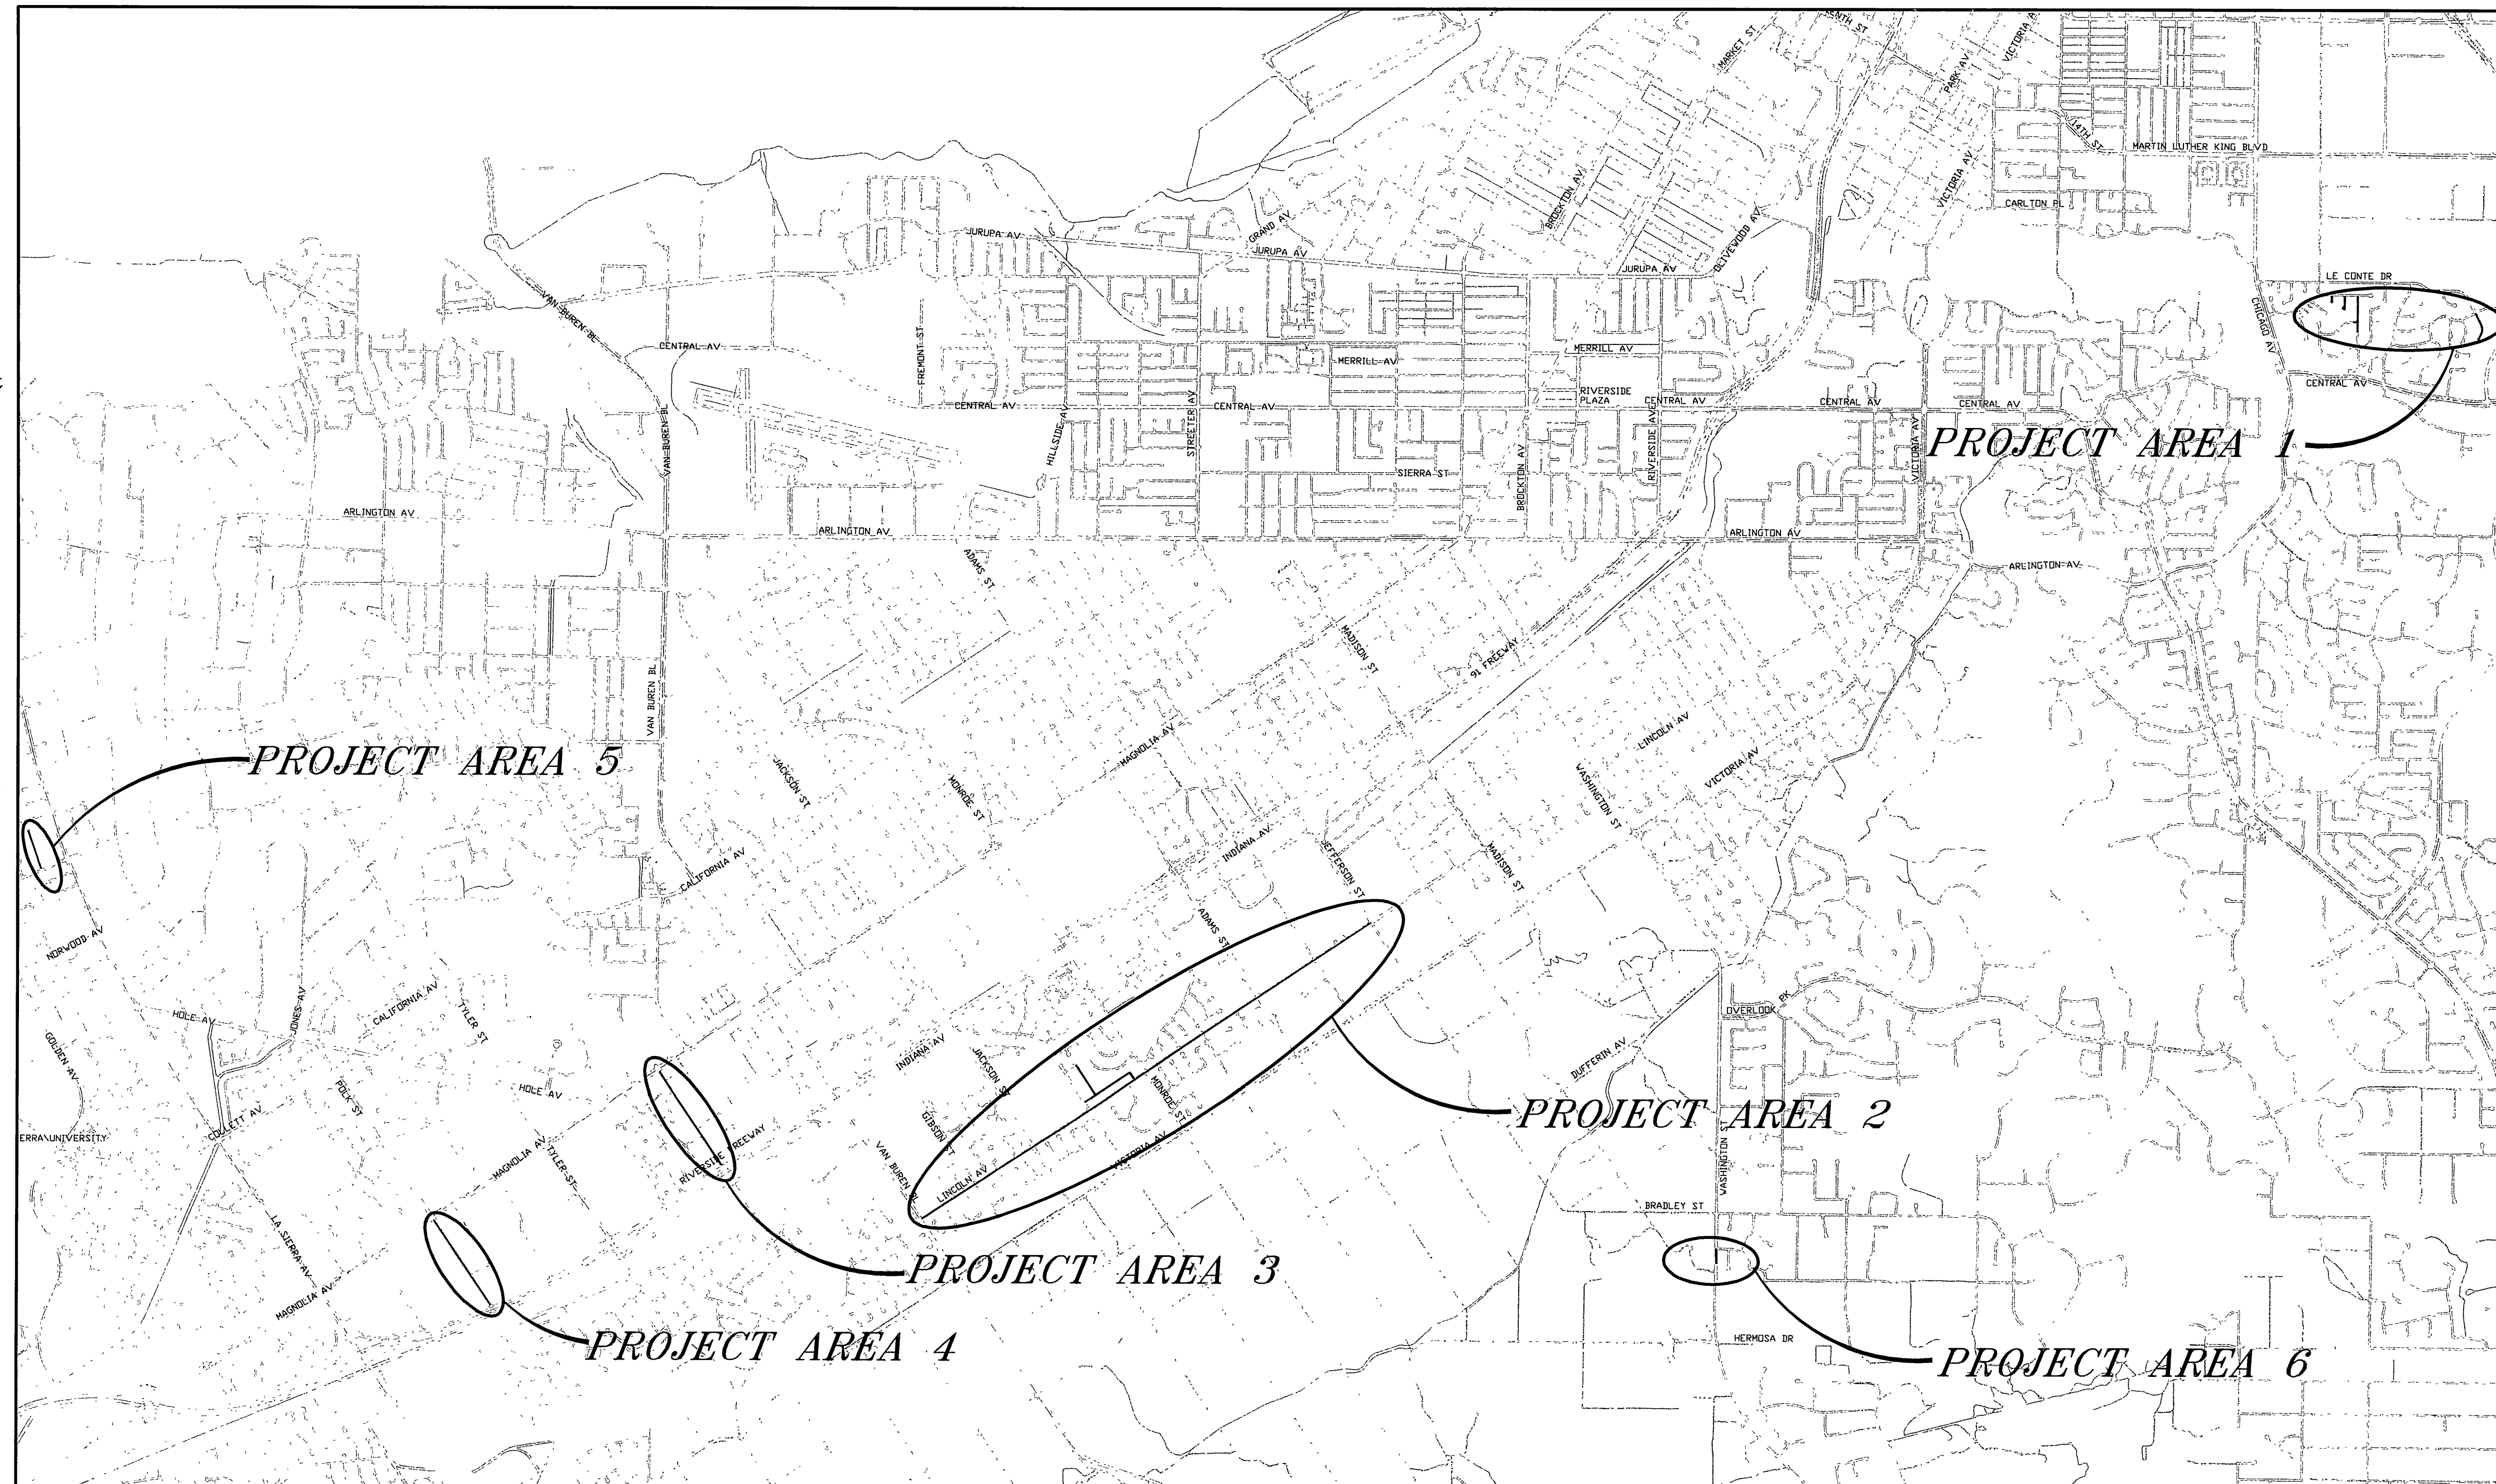 TENTH ST
MARKET ST
VICTORIA A
PARK AV
14TH ST
MARTIN LUTHER KING BLVD
VICTORIA AV
BROCKTON AV
CARLTON PL
GRAND AV
JURUPA AV
JURUPA AV
OLIVEWOOD AV
JURUPA AV
LE CONTE DR
VAN BUREN BL
CHICAGO AV
FREMONT ST
CENTRAL AV
MERRILL AV
MERRILL AV
CENTRAL AV
RIVERSIDE
PLAZA
CENTRAL AV
CENTRAL AV
CENTRAL AV
CENTRAL AV
CENTRAL AV
HILLSIDE AV
STREETER AV
RIVERSIDE AVE
VAN BUREN BL
VICTORIA AV
PROJECT AREA 1
SIERRA ST
BROCKTON AV
ARLINGTON AV
ARLINGTON AV
ARLINGTON AV
ADAMS ST
ARLINGTON AV
MADISON ST
91 FREEWAY
VAN BUREN BL
LINCOLN AV
MAGNOLIA AV
PROJECT AREA 5
VICTORIA AV
JACKSON ST
MONROE ST
WASHINGTON ST
INDIANA AV
JEFFERSON ST
MADISON ST
CALIFORNIA AV
ADAMS ST
NORWOOD AV
CALIFORNIA AV
JONES AV
HOLE AV
TYLER ST
OVERLOOK PK
GOLDEN AV
INDIANA AV
JACKSON ST
DUFFERIN AV
HOLE AV
POLK ST
MONROE ST
PROJECT AREA 2
COLLETT AV
ERRA UNIVERSITY
GIBSON ST
MAGNOLIA AV
TYLER ST
RIVERSIDE FREEWAY
VAN BUREN
LINCOLN AV
VICTORIA AV
WASHINGTON ST
BRADLEY ST
LA SIERRA AV
PROJECT AREA 3
MAGNOLIA AV
PROJECT AREA 4
HERMOSA DR
PROJECT AREA 6